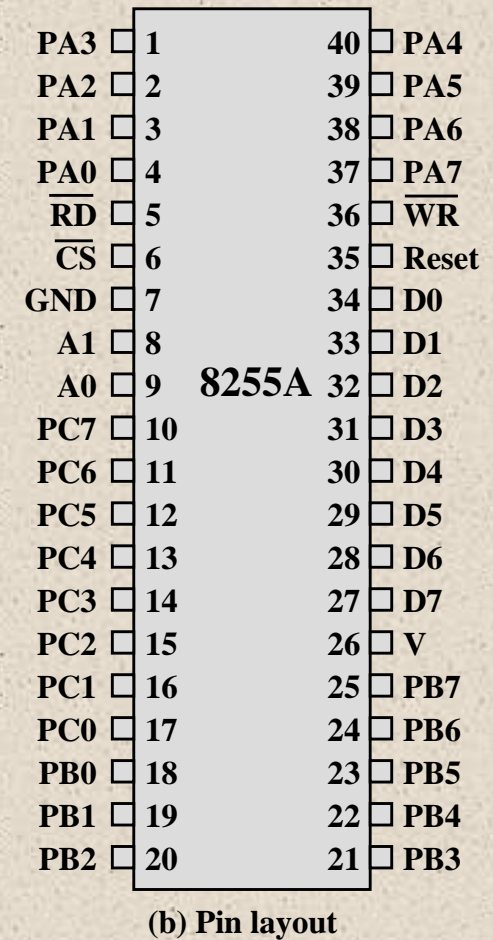 PA3 1 40 PA4
PA2 2 39 PA5
PA1 3 38 PA6
PA0 4 37 PA7
R̅D̅ 5 36 W̅R̅
C̅S̅ 6 35 Reset
GND 7 34 D0
A1 8 33 D1
A0 9 8255A 32 D2
PC7 10 31 D3
PC6 11 30 D4
PC5 12 29 D5
PC4 13 28 D6
PC3 14 27 D7
PC2 15 26 V
PC1 16 25 PB7
PC0 17 24 PB6
PB0 18 23 PB5
PB1 19 22 PB4
PB2 20 21 PB3
(b) Pin layout